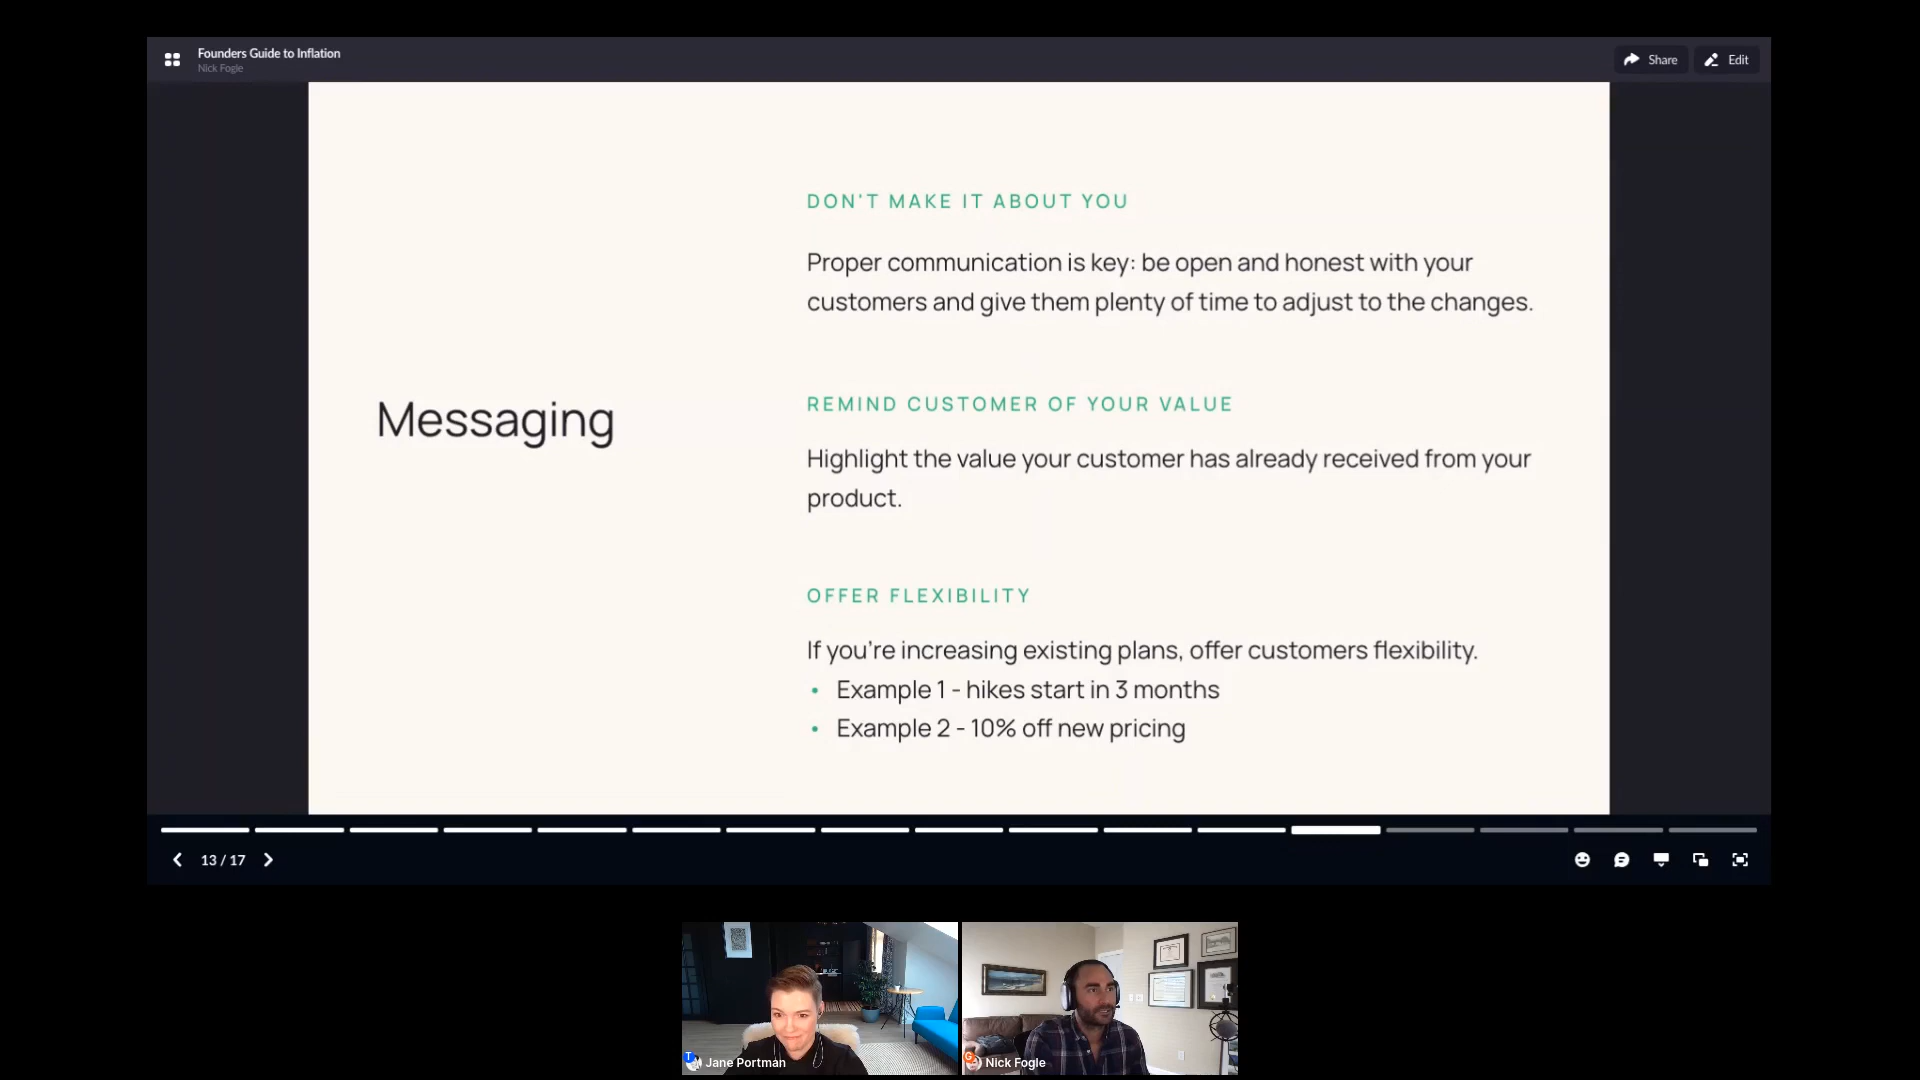 Founders Guide to Inflation
Nick Fogle
Share
Edit
DON'T MAKE IT ABOUT YOU
Proper communication is key: be open and honest with your
customers and give them plenty of time to adjust to the changes.
Messaging
REMIND CUSTOMER OF YOUR VALUE
Highlight the value your customer has already received from your
product.
OFFER FLEXIBILITY
If you're increasing existing plans, offer customers flexibility.
• Example 1 - hikes start in 3 months
• Example 2 - 10% off new pricing
13 / 17
Jane Portman
Nick Fogle